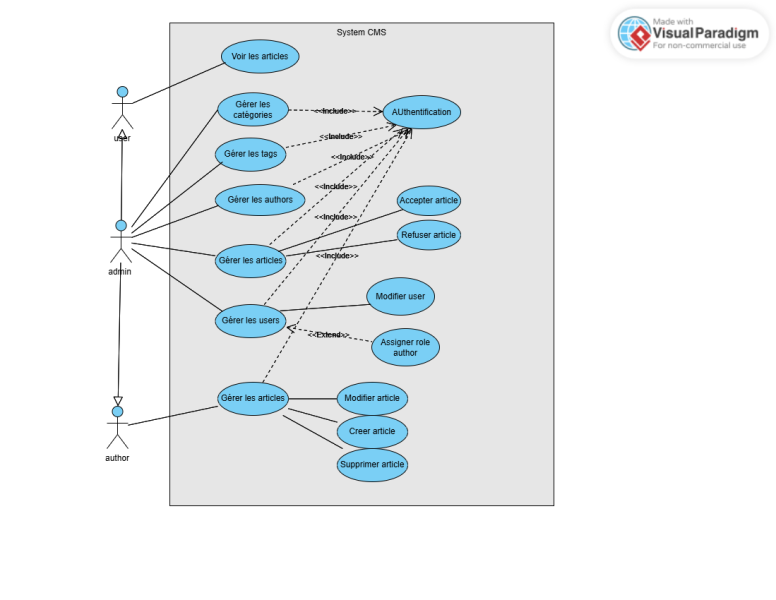 Made with
VisualParadigm
For non-commercial use
System CMS
Voir les articles
Gérer les
catégories
<<Include>>
AUthentification
<<Include>>
Gérer les tags
<<Include>>
user
<<Include>>
Gérer les authors
Accepter article
<<Include>>
Refuser article
<<Include>>
Gérer les articles
admin
Modifier user
Gérer les users
<<Extend>>
Assigner role
author
Gérer les articles
Modifier article
Creer article
author
Supprimer article